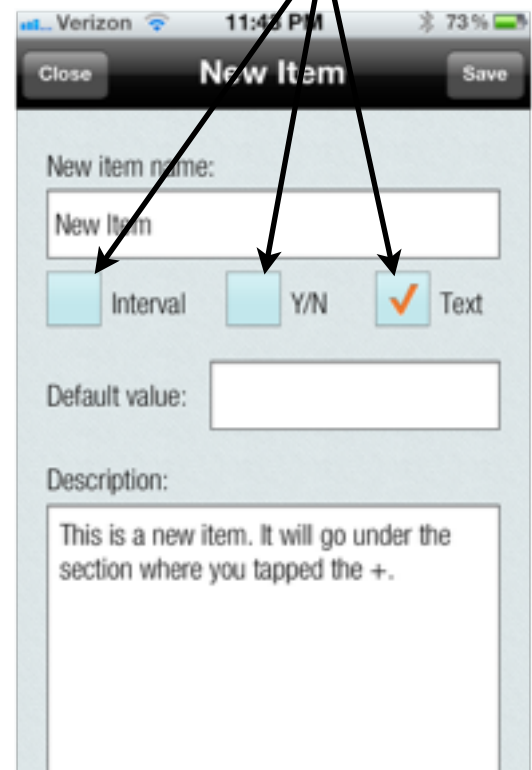 Verizon 11:43 PM 73%
Close New Item Save
New item name:
New Item
Interval Y/N Text
Default value:
Description:
This is a new item. It will go under the
section where you tapped the +.